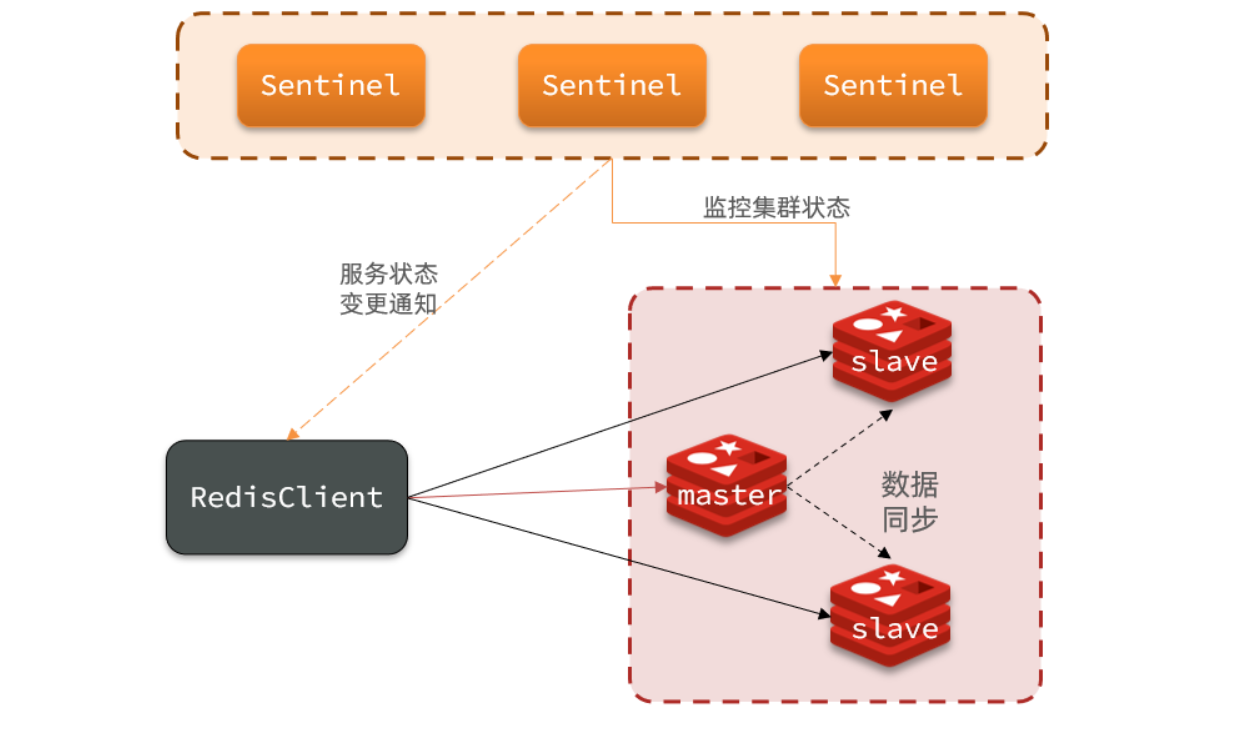 Sentinel
Sentinel
Sentinel
监控集群状态
服务状态
变更通知
slave
RedisClient
master
数据
同步
slave